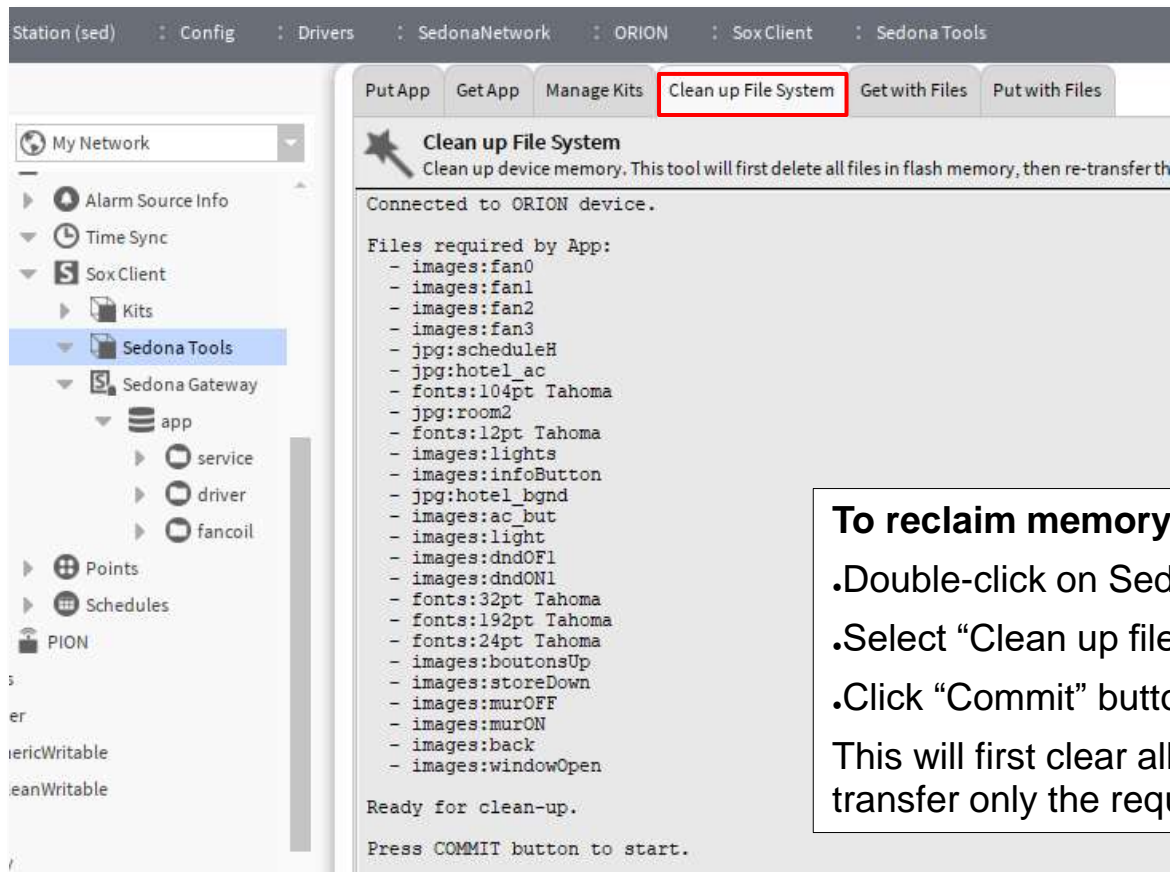 Station (sed) : Config : Drivers : SedonaNetwork : ORION : SoxClient : Sedona Tools
Put App Get App Manage Kits Clean up File System Get with Files Put with Files
My Network
Alarm Source Info
Time Sync
Sox Client
Kits
Sedona Tools
Sedona Gateway
app
service
driver
fancoil
Points
Schedules
PION
s
er
nericWritable
leanWritable
y
Clean up File System
Clean up device memory. This tool will first delete all files in flash memory, then re-transfer th
Connected to ORION device.
Files required by App:
- images:fan0
- images:fan1
- images:fan2
- images:fan3
- jpg:scheduleH
- jpg:hotel_ac
- fonts:104pt Tahoma
- jpg:room2
- fonts:12pt Tahoma
- images:lights
- images:infoButton
- jpg:hotel_bgnd
- images:ac_but
- images:light
- images:dndOF1
- images:dndON1
- fonts:32pt Tahoma
- fonts:192pt Tahoma
- fonts:24pt Tahoma
- images:boutonsUp
- images:storeDown
- images:murOFF
- images:murON
- images:back
- images:windowOpen
Ready for clean-up.
Press COMMIT button to start.
To reclaim memory
●Double-click on Sed
●Select “Clean up file
●Click “Commit” butto
This will first clear all
transfer only the requ